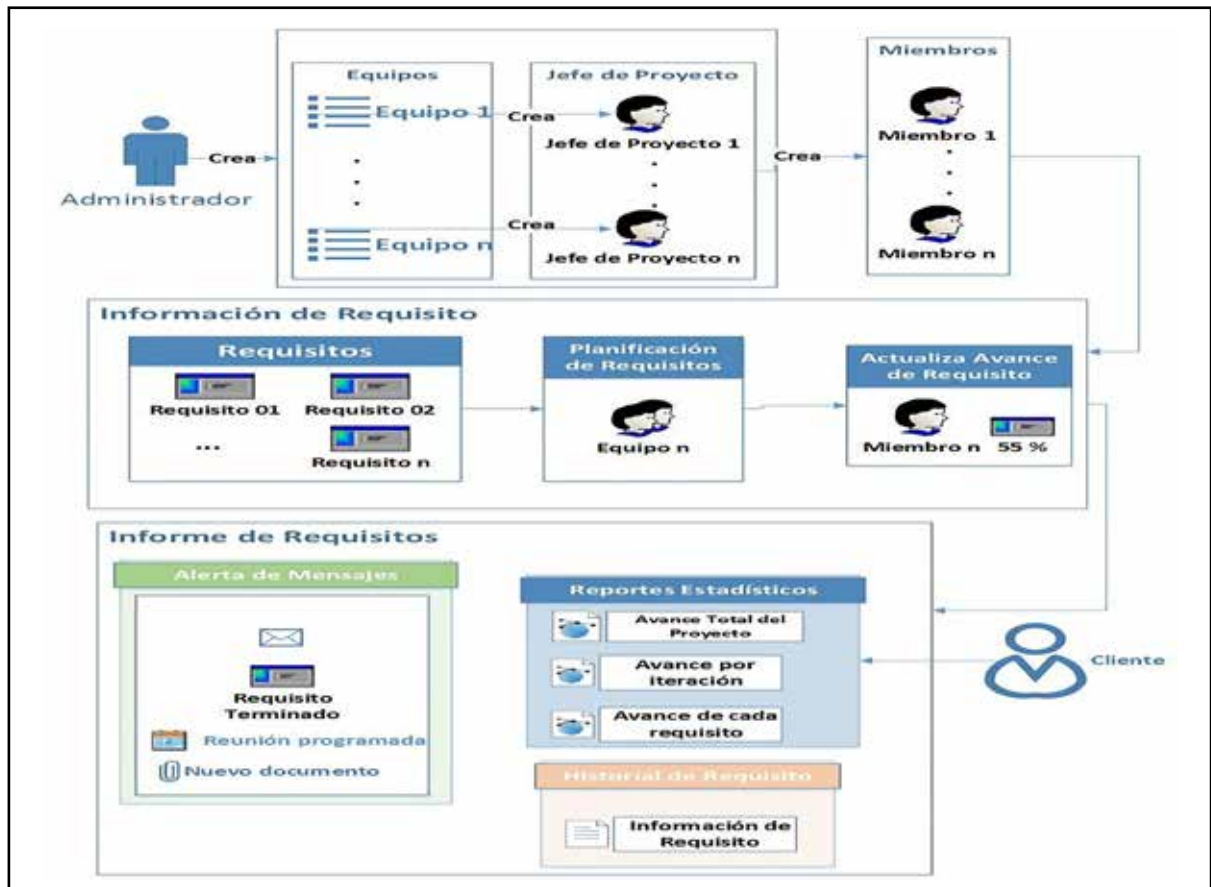 Equipos
Equipo 1
Equipo n
Jefe de Proyecto
Crea
Jefe de Proyecto 1
Crea
Jefe de Proyecto n
Crea
Administrador
Crea
Miembros
Miembro 1
Miembro n
Información de Requisito
Requisitos
Requisito 01
Requisito 02
...
Requisito n
Planificación
de Requisitos
Equipo n
Actualiza Avance
de Requisito
Miembro n 55 %
Informe de Requisitos
Alerta de Mensajes
Requisito
Terminado
Reunión programada
Nuevo documento
Reportes Estadísticos
Avance Total del
Proyecto
Avance por
iteración
Avance de cada
requisito
Historial de Requisito
Información de
Requisito
Cliente